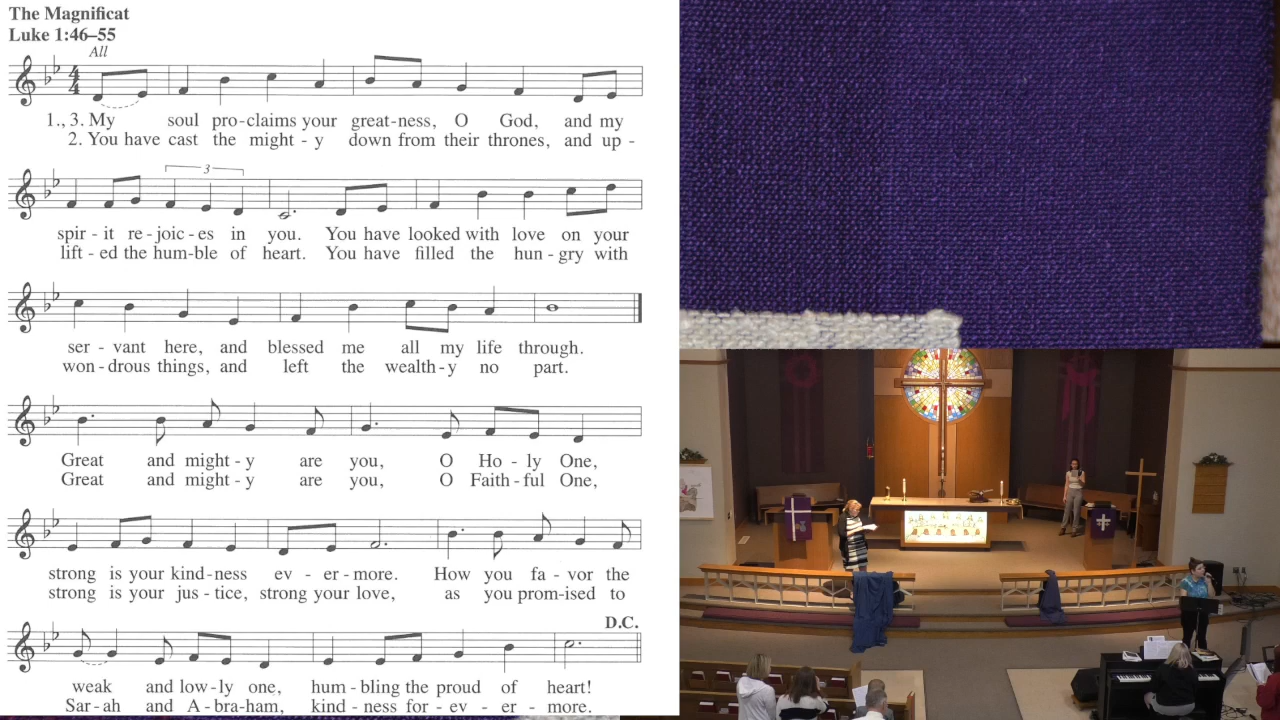 The Magnificat
Luke 1:46–55
All
1., 3. My soul pro-claims your great-ness, O God, and my
2. You have cast the might - y down from their thrones, and up -
3
spir - it re - joic - es in you. You have looked with love on your
lift - ed the hum-ble of heart. You have filled the hun - gry with
ser - vant here, and blessed me all my life through.
won - drous things, and left the wealth - y no part.
Great and might - y are you, O Ho - ly One,
Great and might - y are you, O Faith - ful One,
strong is your kind - ness ev - er - more. How you fa - vor the
strong is your jus - tice, strong your love, as you prom-ised to
D.C.
weak and low - ly one, hum - bling the proud of heart!
Sar - ah and A - bra - ham, kind - ness for - ev - er - more.